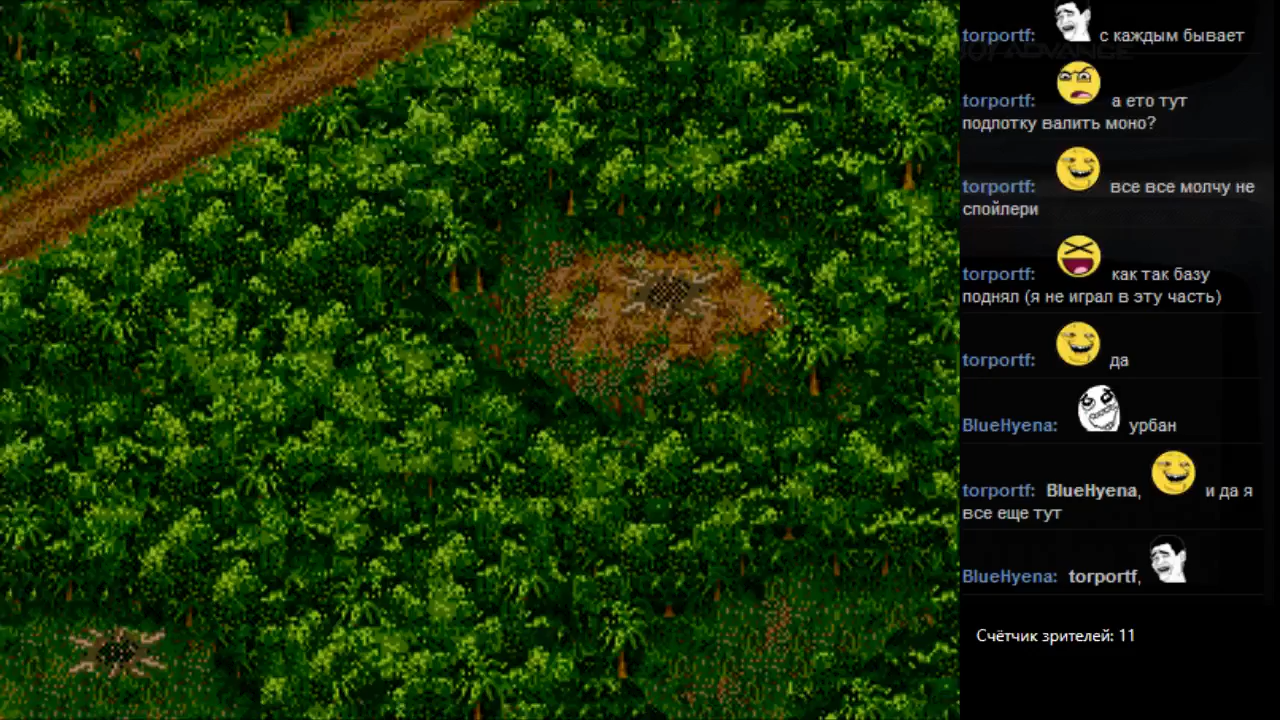 torportf: с каждым бывает
ADVANCE
torportf: а ето тут
подлотку валить моно?
torportf: все все молчу не
спойлери
torportf: как так базу
поднял (я не играл в эту часть)
torportf: да
BlueHyena: урбан
torportf: BlueHyena, и да я
все еще тут
BlueHyena: torportf,
Счётчик зрителей: 11